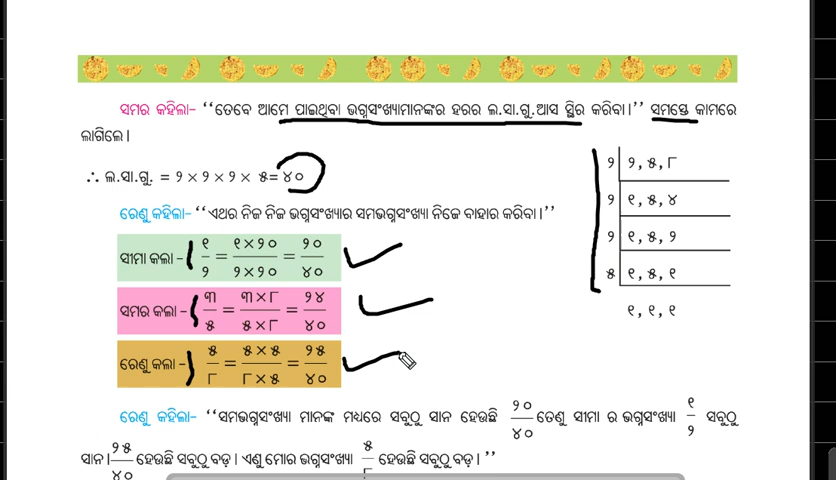 ସମର କହିଲା- ‘‘ତେବେ ଆମେ ପାଇଥିବା ଭଗ୍ନସଂଖ୍ୟାମାନଙ୍କର ହରର ଲ.ସା.ଗୁ.ଆସ ସ୍ଥିର କରିବା।’’ ସମସ୍ତେ କାମରେ
ଲାଗିଲେ।
∴ ଲ.ସା.ଗୁ. = ୨ × ୨ × ୨ × ୫= ୪୦
୨ | ୨, ୫, ୮
୨ | ୧, ୫, ୪
୨ | ୧, ୫, ୨
୫ | ୧, ୫, ୧
୧, ୧, ୧
ରେଣୁ କହିଲା- ‘‘ଏଥର ନିଜ ନିଜ ଭଗ୍ନସଂଖ୍ୟାର ସମଭଗ୍ନସଂଖ୍ୟା ନିଜେ ବାହାର କରିବା।’’
ସୀମା କଲା - ୧/୨ = ୧×୨୦/୨×୨୦ = ୨୦/୪୦
ସମର କଲା - ୩/୫ = ୩×୮/୫×୮ = ୨୪/୪୦
ରେଣୁ କଲା - ୫/୮ = ୫×୫/୮×୫ = ୨୫/୪୦
ରେଣୁ କହିଲା- ‘‘ସମଭଗ୍ନସଂଖ୍ୟା ମାନଙ୍କ ମଧ୍ୟରେ ସବୁଠୁ ସାନ ହେଉଛି ୨୦/୪୦ ତେଣୁ ସୀମା ର ଭଗ୍ନସଂଖ୍ୟା ୧/୨ ସବୁଠୁ
ସାନ। ୨୫/୪୦ ହେଉଛି ସବୁଠୁ ବଡ଼। ଏଣୁ ମୋର ଭଗ୍ନସଂଖ୍ୟା ୫/୮ ହେଉଛି ସବୁଠୁ ବଡ଼।’’